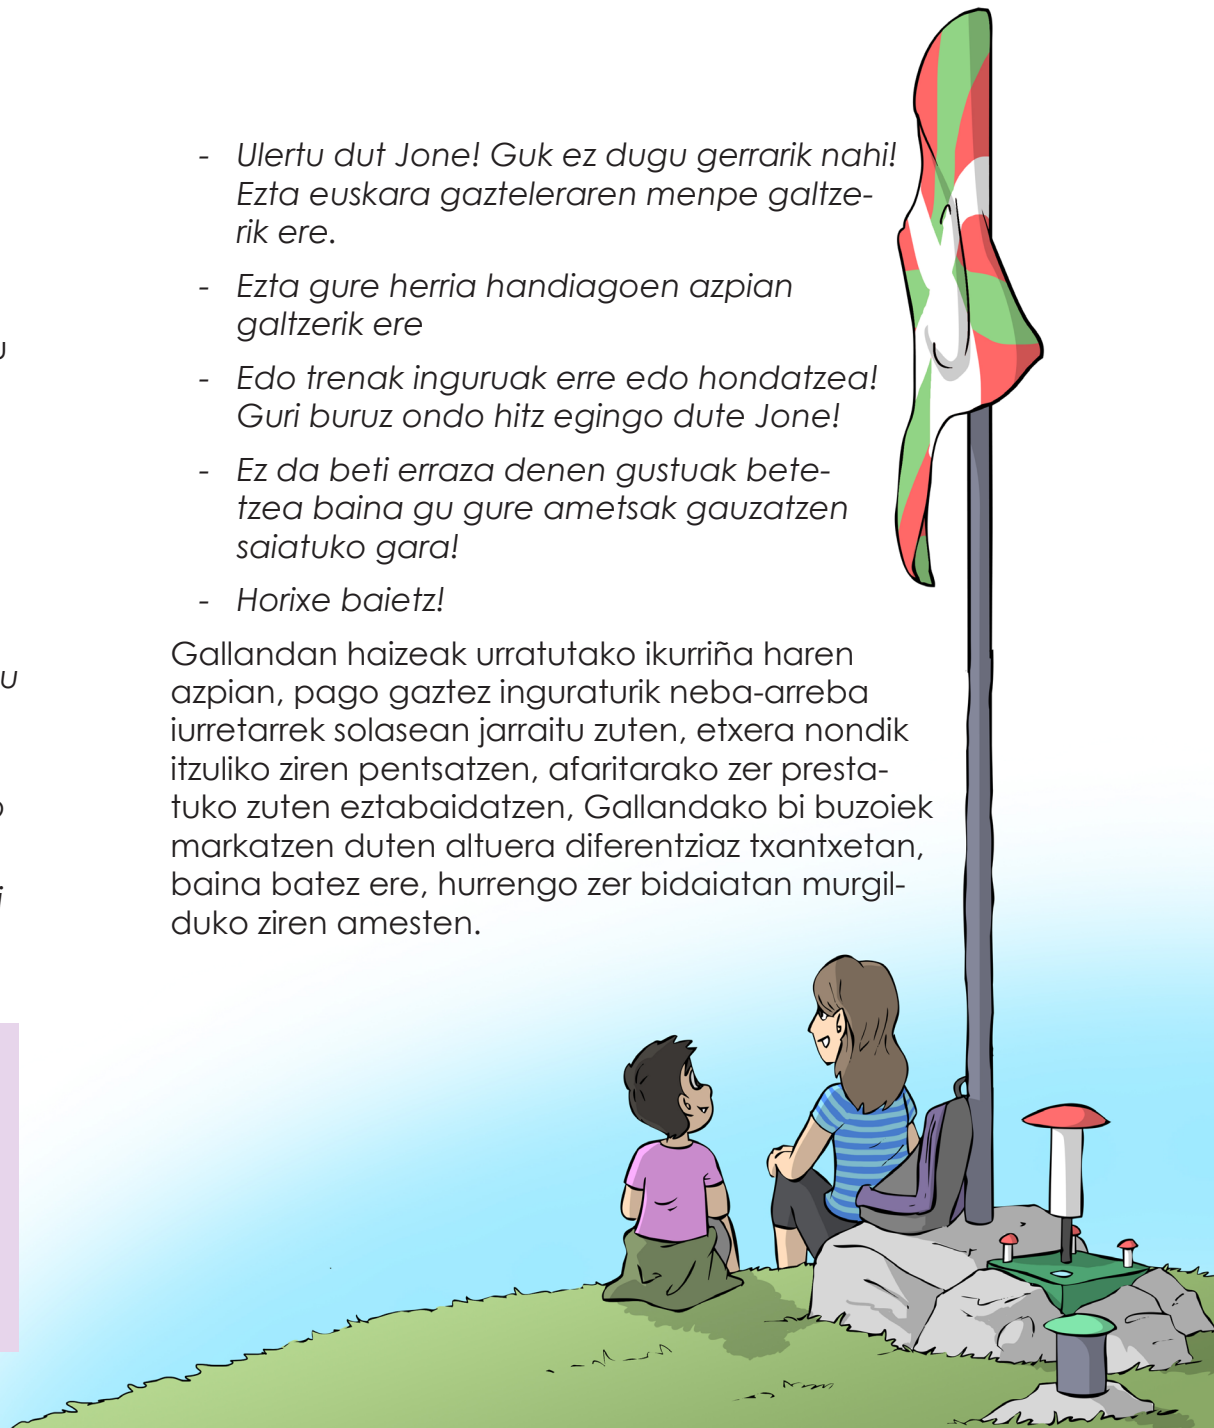 - Ulertu dut Jone! Guk ez dugu gerrarik nahi!
Ezta euskara gazteleraren menpe galtze-
rik ere.
- Ezta gure herria handiagoen azpian
galtzerik ere
- Edo trenak inguruak erre edo hondatzea!
Guri buruz ondo hitz egingo dute Jone!
- Ez da beti erraza denen gustuak bete-
tzea baina gu gure ametsak gauzatzen
saiatuko gara!
- Horixe baietz!
Gallandan haizeak urratutako ikurriña haren
azpian, pago gaztez inguraturik neba-arreba
iurretarrek solasean jarraitu zuten, etxera nondik
itzuliko ziren pentsatzen, afaritarako zer presta-
tuko zuten eztabaidatzen, Gallandako bi buzoiek
markatzen duten altuera diferentziaz txantxetan,
baina batez ere, hurrengo zer bidaiatan murgil-
duko ziren amesten.